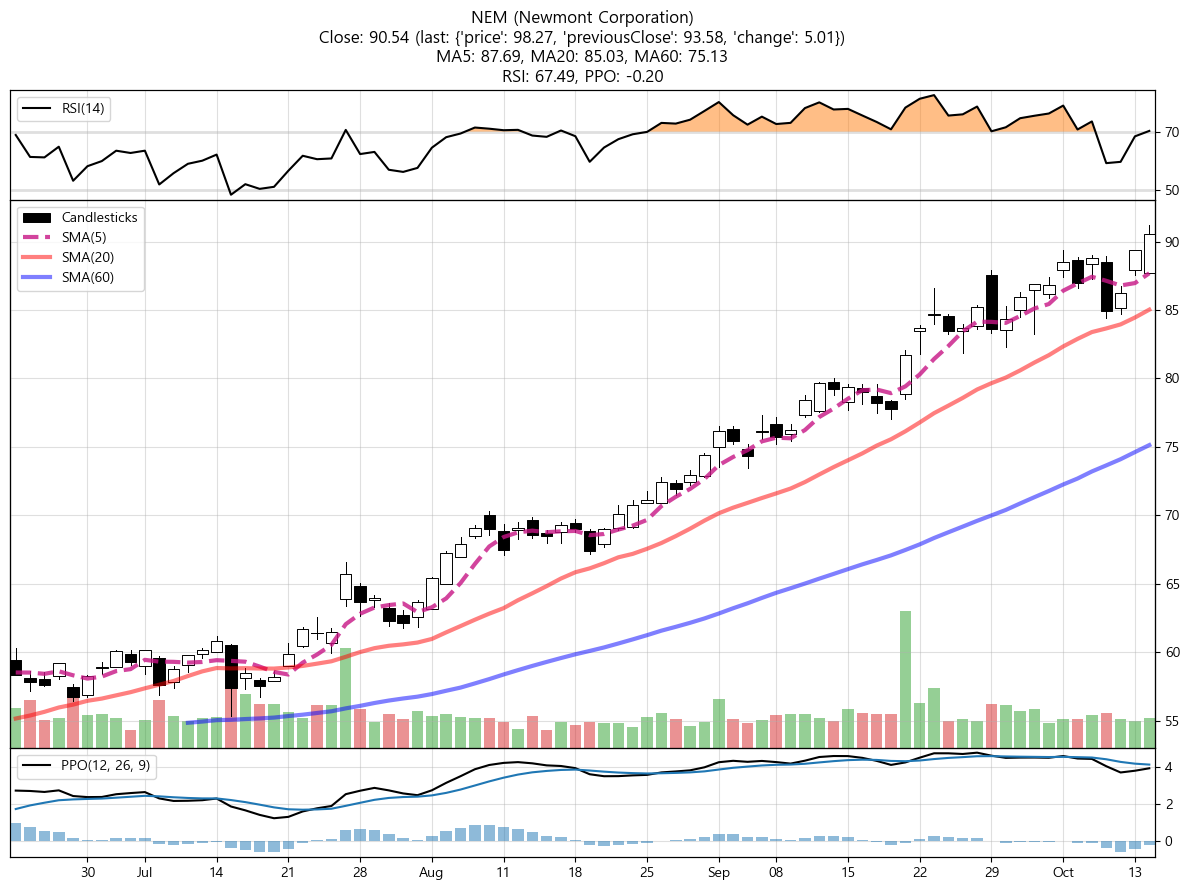 NEM (Newmont Corporation)
Close: 90.54 (last: {'price': 98.27, 'previousClose': 93.58, 'change': 5.01})
MA5: 87.69, MA20: 85.03, MA60: 75.13
RSI: 67.49, PPO: -0.20
RSI(14)
70
50
Candlesticks
SMA(5)
SMA(20)
SMA(60)
90
85
80
75
70
65
60
55
PPO(12, 26, 9)
4
2
0
30 Jul 14 21 28 Aug 11 18 25 Sep 08 15 22 29 Oct 13